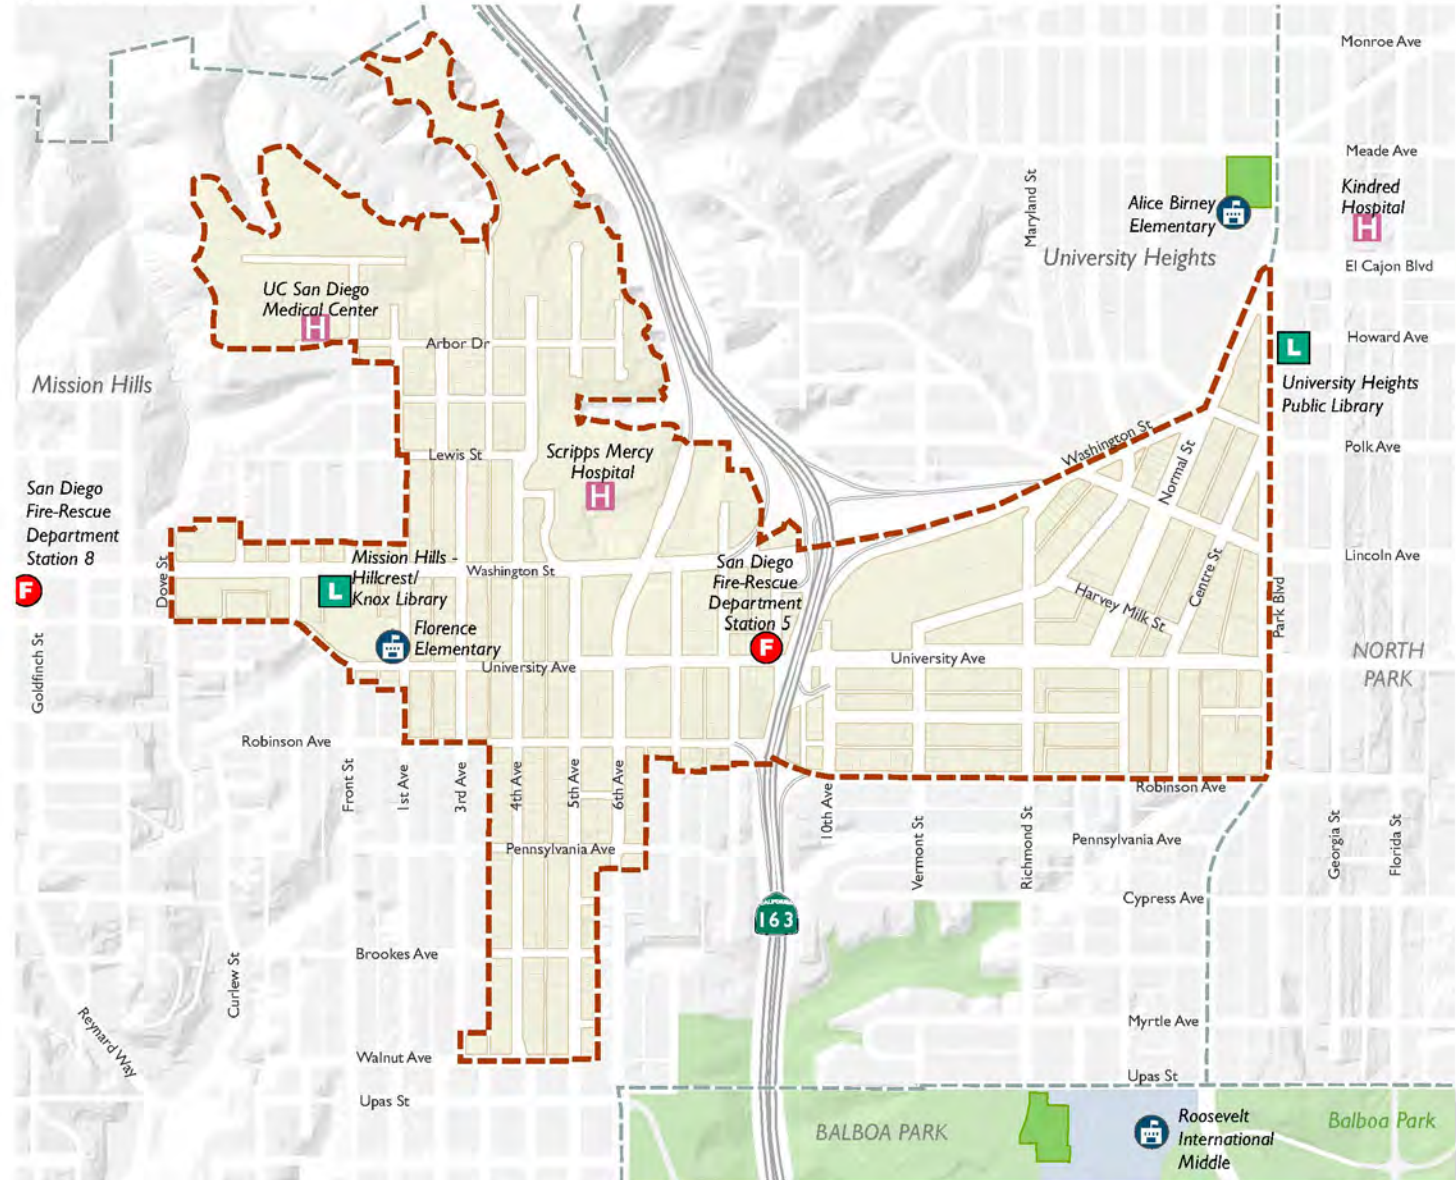 Monroe Ave
Meade Ave
Kindred
Hospital
H
Alice Birney
Elementary
Maryland St
University Heights
El Cajon Blvd
UC San Diego
Medical Center
H
Arbor Dr
Howard Ave
L
University Heights
Public Library
Mission Hills
Washington St
Normal St
Polk Ave
Lewis St
Scripps Mercy
Hospital
H
San Diego
Fire-Rescue
Department
Station 8
F
Dove St
Mission Hills -
Hillcrest/
Knox Library
L
Washington St
San Diego
Fire-Rescue
Department
Station 5
F
Lincoln Ave
Centre St
Harvey Milk St
Park Blvd
Florence
Elementary
University Ave
University Ave
NORTH
PARK
Goldfinch St
Robinson Ave
Front St
1st Ave
3rd Ave
4th Ave
5th Ave
6th Ave
10th Ave
Robinson Ave
Vermont St
Richmond St
Pennsylvania Ave
Georgia St
Florida St
Pennsylvania Ave
Cypress Ave
CALIFORNIA
163
Brookes Ave
Curlew St
Reynard Way
Myrtle Ave
Walnut Ave
Upas St
Upas St
BALBOA PARK
Roosevelt
International
Middle
Balboa Park